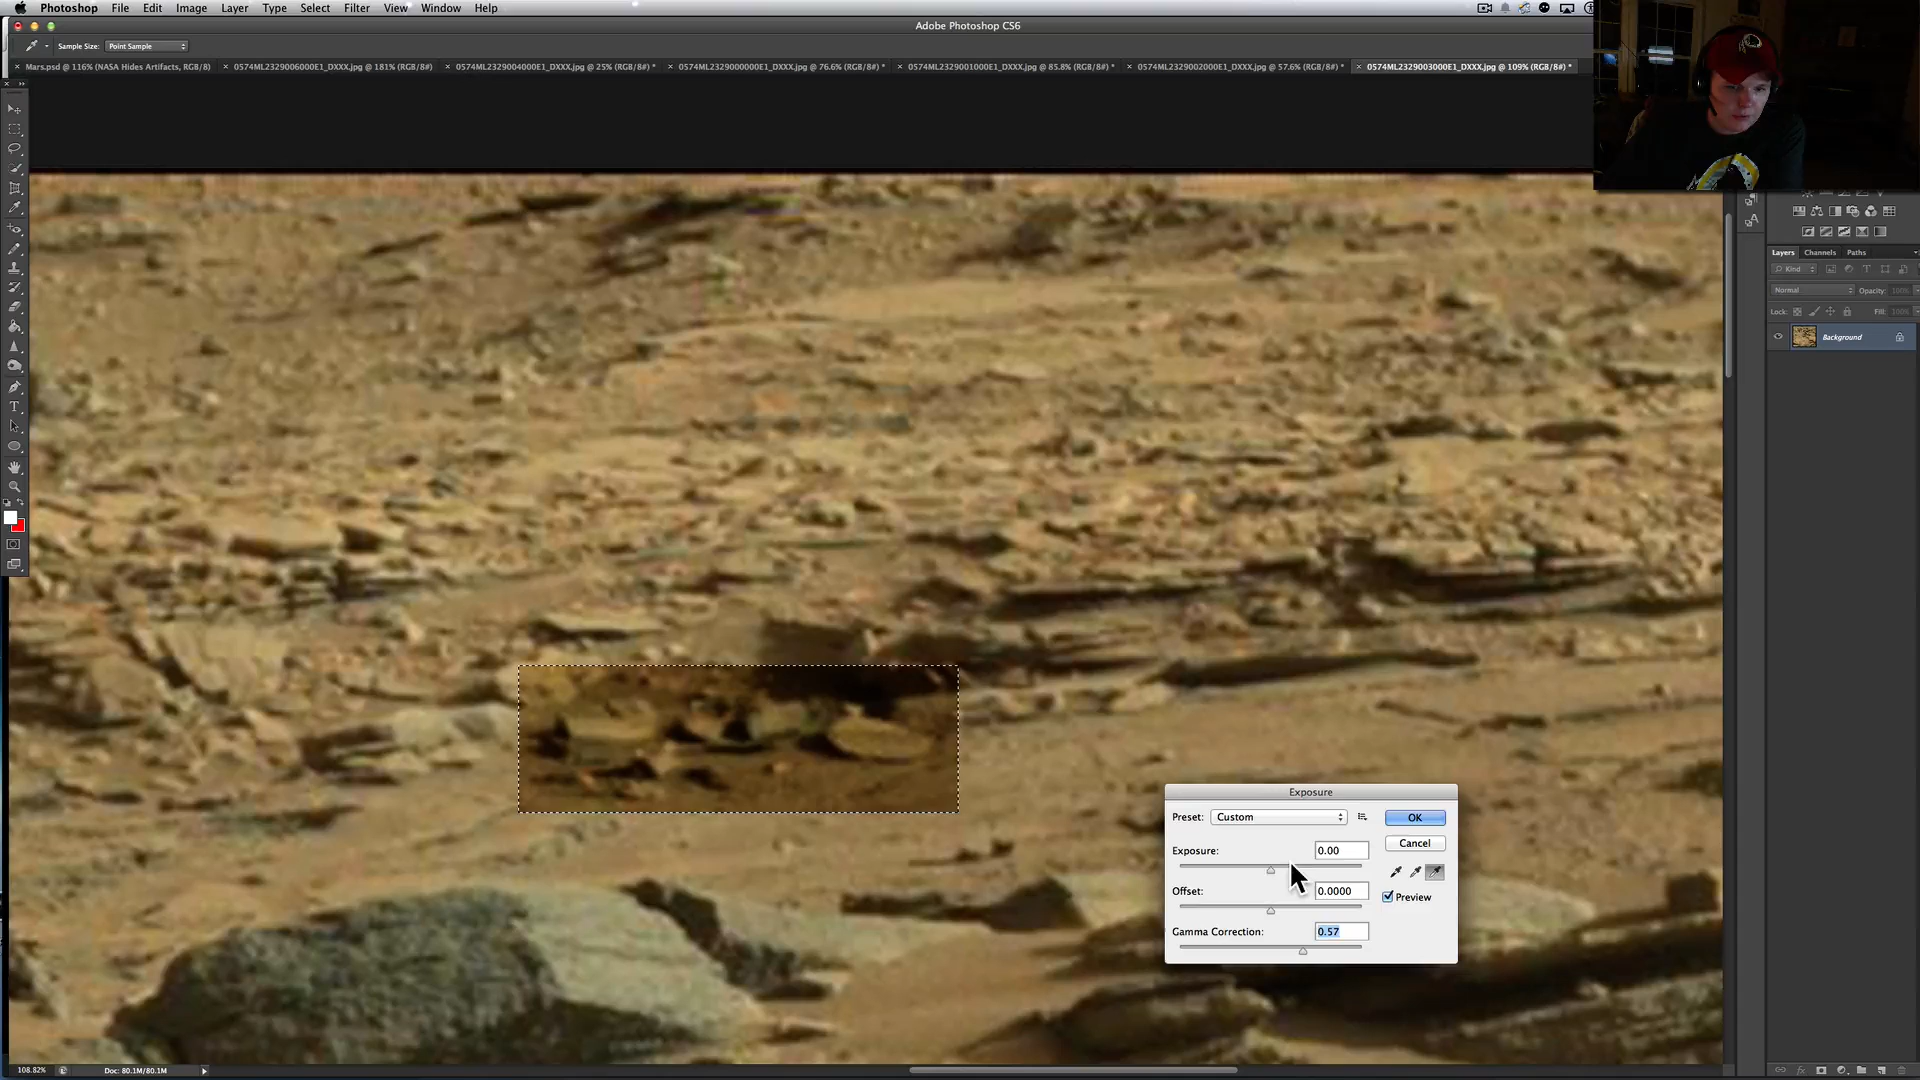 Photoshop File Edit Image Layer Type Select Filter View Window Help
Adobe Photoshop CS6
Sample Size: Point Sample
Mars.psd @ 116% (NASA Hides Artifacts, RGB/8) 0574ML2329006000E1_DXXX.jpg @ 181% (RGB/8#) 0574ML2329004000E1_DXXX.jpg @ 25% (RGB/8#) * 0574ML2329000000E1_DXXX.jpg @ 76.6% (RGB/8#) * 0574ML2329001000E1_DXXX.jpg @ 85.8% (RGB/8#) * 0574ML2329002000E1_DXXX.jpg @ 57.6% (RGB/8#) * 0574ML2329003000E1_DXXX.jpg @ 109% (RGB/8#) *
Layers Channels Paths
Kind
Normal Opacity: 100%
Lock: Fill: 100%
Background
Exposure
Preset: Custom OK
Exposure: 0.00 Cancel
Offset: 0.0000 Preview
Gamma Correction: 0.57
108.82% Doc: 80.1M/80.1M